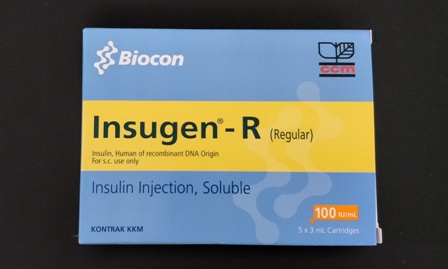 Biocon
ccm
Insugen®-R (Regular)
Insulin, Human of recombinant DNA Origin
For s.c. use only
Insulin Injection, Soluble
100 IU/mL
5 x 3 mL Cartridges
KONTRAK KKM